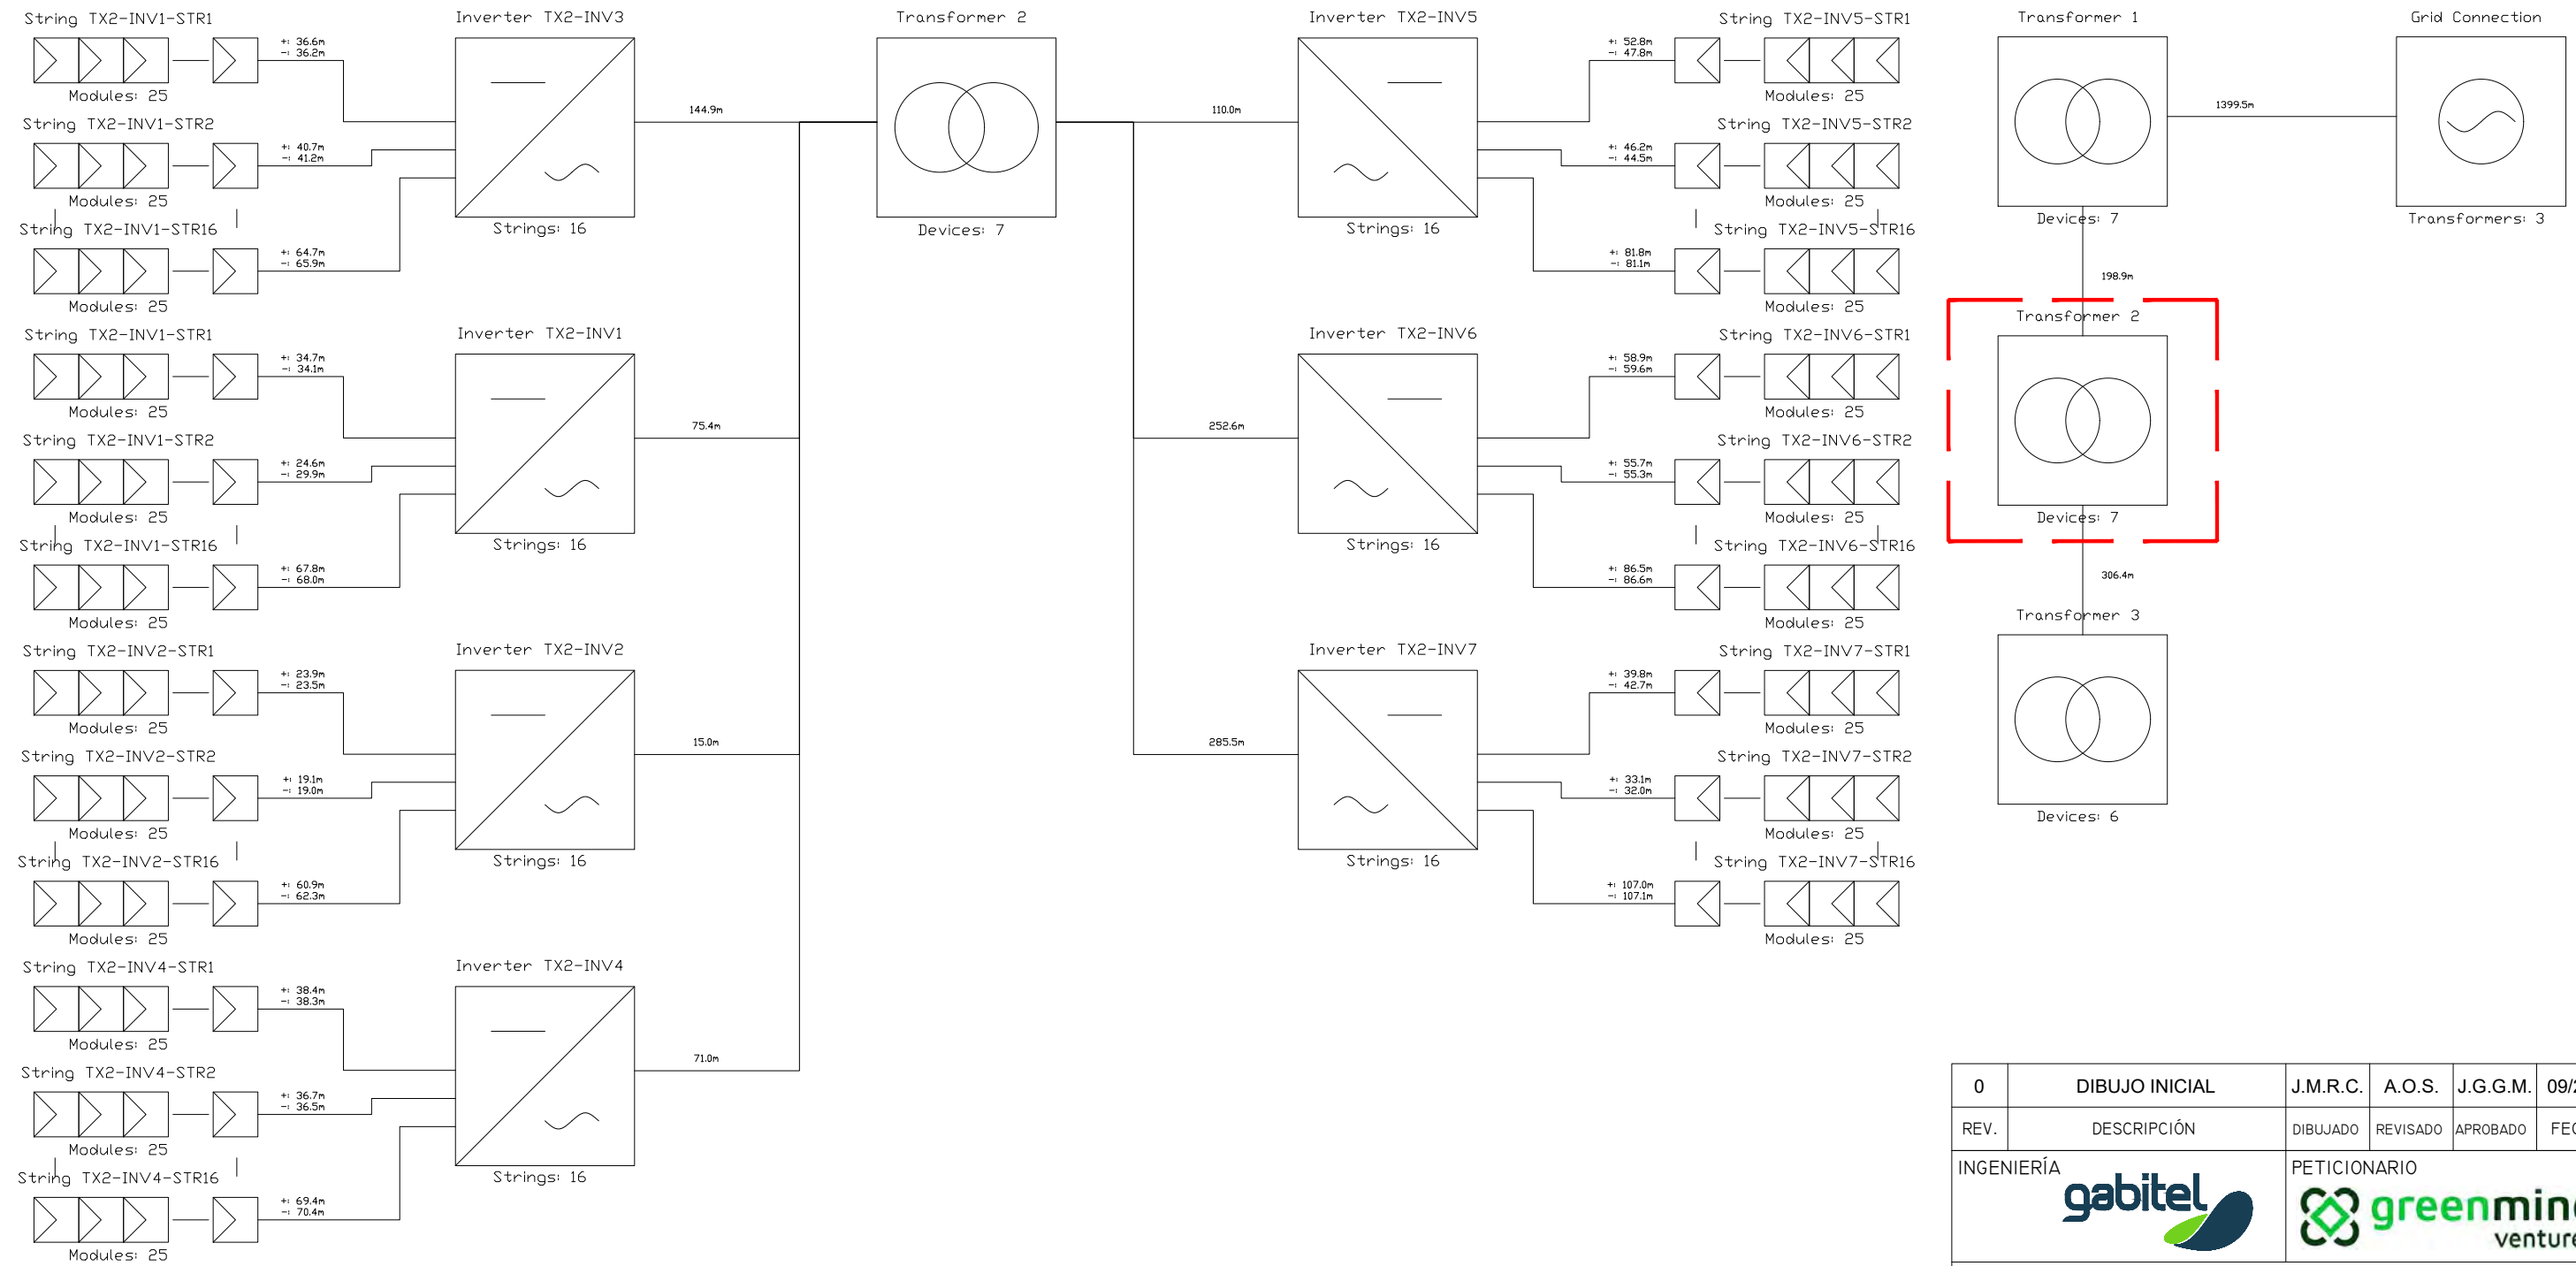 String TX2-INV1-STR1
+: 36.6m
-: 36.2m
Modules: 25
String TX2-INV1-STR2
+: 40.7m
-: 41.2m
Modules: 25
String TX2-INV1-STR16
+: 64.7m
-: 65.9m
Modules: 25
Inverter TX2-INV3
Strings: 16
144.9m
String TX2-INV1-STR1
+: 34.7m
-: 34.1m
Modules: 25
String TX2-INV1-STR2
+: 24.6m
-: 29.9m
Modules: 25
String TX2-INV1-STR16
+: 67.8m
-: 68.0m
Modules: 25
Inverter TX2-INV1
Strings: 16
75.4m
String TX2-INV2-STR1
+: 23.9m
-: 23.5m
Modules: 25
String TX2-INV2-STR2
+: 19.1m
-: 19.0m
Modules: 25
String TX2-INV2-STR16
+: 60.9m
-: 62.3m
Modules: 25
Inverter TX2-INV2
Strings: 16
15.0m
String TX2-INV4-STR1
+: 38.4m
-: 38.3m
Modules: 25
String TX2-INV4-STR2
+: 36.7m
-: 36.5m
Modules: 25
String TX2-INV4-STR16
+: 69.4m
-: 70.4m
Modules: 25
Inverter TX2-INV4
Strings: 16
71.0m
Transformer 2
Devices: 7
110.0m
Inverter TX2-INV5
Strings: 16
String TX2-INV5-STR1
+: 52.8m
-: 47.8m
Modules: 25
String TX2-INV5-STR2
+: 46.2m
-: 44.5m
Modules: 25
String TX2-INV5-STR16
+: 81.8m
-: 81.1m
Modules: 25
252.6m
Inverter TX2-INV6
Strings: 16
String TX2-INV6-STR1
+: 58.9m
-: 59.6m
Modules: 25
String TX2-INV6-STR2
+: 55.7m
-: 55.3m
Modules: 25
String TX2-INV6-STR16
+: 86.5m
-: 86.6m
Modules: 25
285.5m
Inverter TX2-INV7
Strings: 16
String TX2-INV7-STR1
+: 39.8m
-: 42.7m
Modules: 25
String TX2-INV7-STR2
+: 33.1m
-: 32.0m
Modules: 25
String TX2-INV7-STR16
+: 107.0m
-: 107.1m
Modules: 25
Transformer 1
Devices: 7
1399.5m
Grid Connection
Transformers: 3
198.9m
Transformer 2
Devices: 7
306.4m
Transformer 3
Devices: 6
0 DIBUJO INICIAL J.M.R.C. A.O.S. J.G.G.M. 09/
REV. DESCRIPCIÓN DIBUJADO REVISADO APROBADO FEC
INGENIERÍA PETICIONARIO
gabitel
greenmin
venture